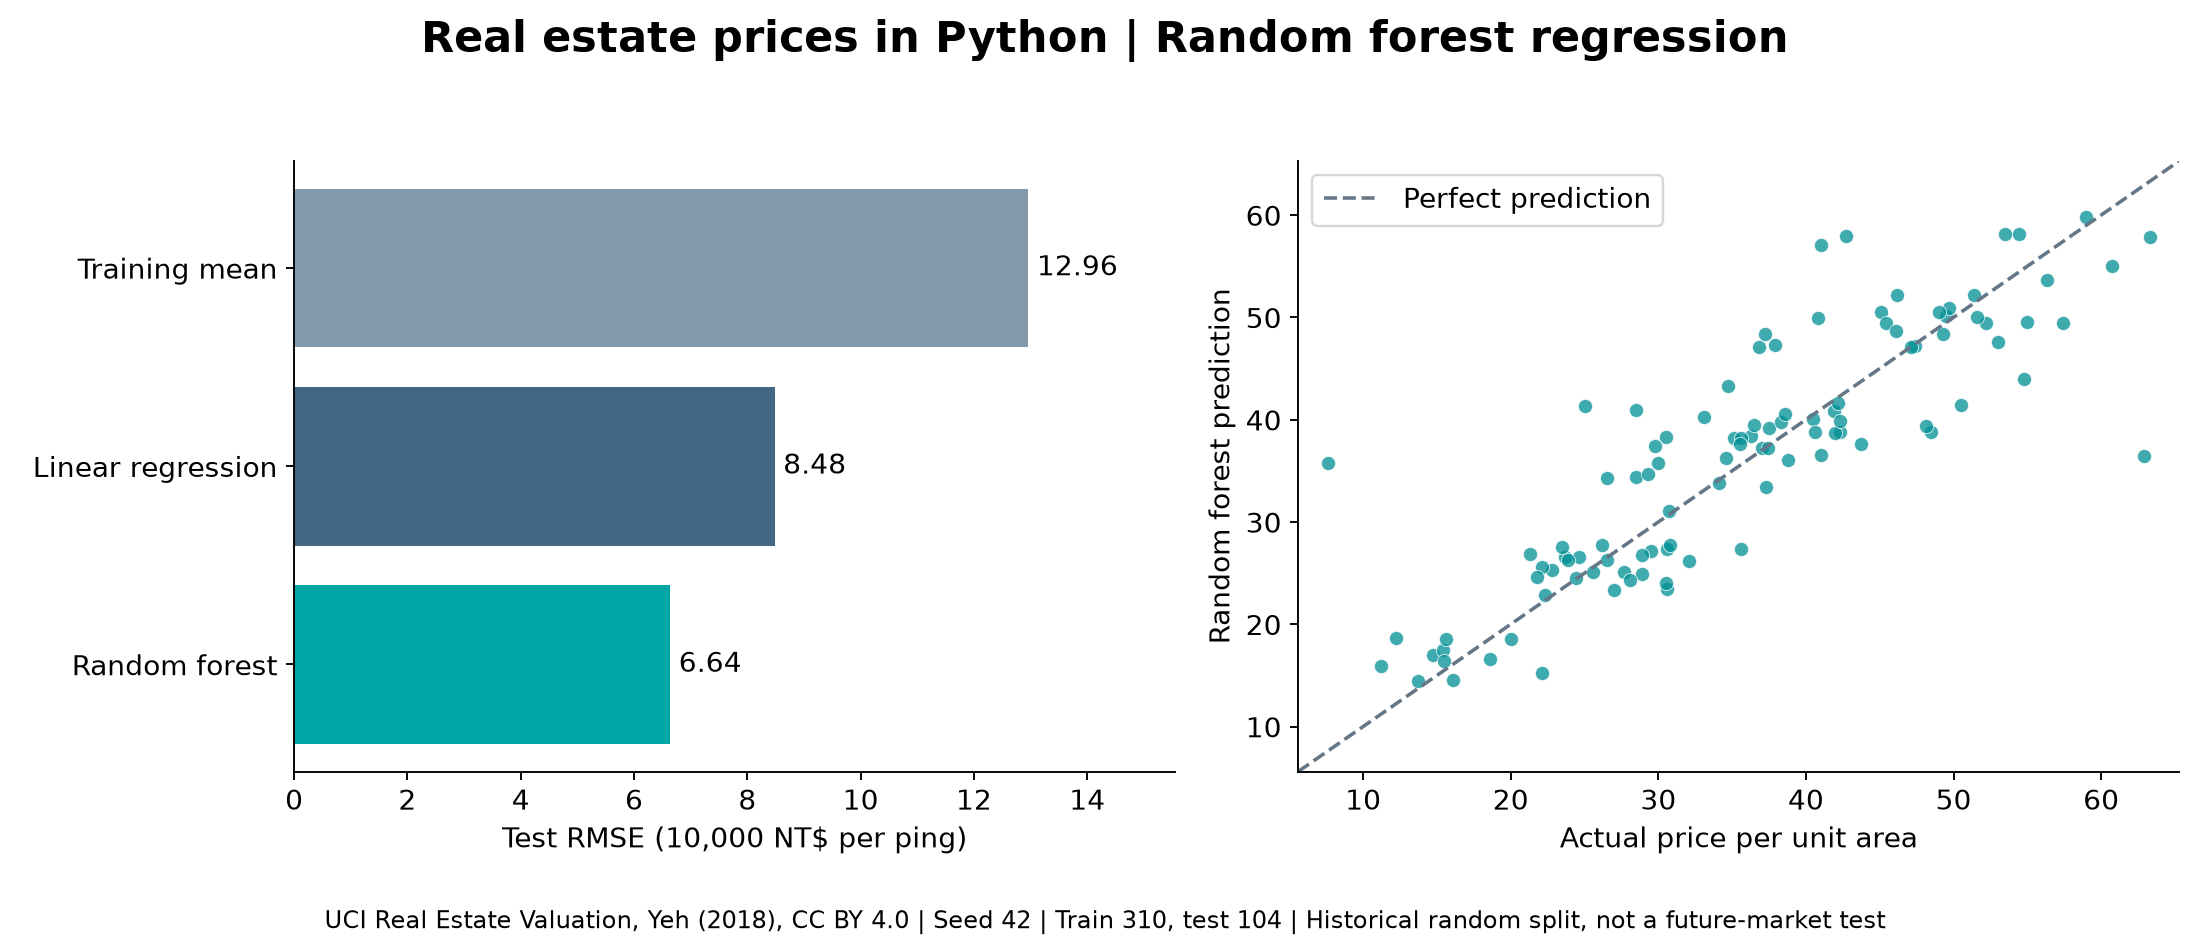 Real estate prices in Python | Random forest regression
Training mean
12.96
Linear regression
8.48
Random forest
6.64
0 2 4 6 8 10 12 14
Test RMSE (10,000 NT$ per ping)
Perfect prediction
Random forest prediction
60
50
40
30
20
10
10 20 30 40 50 60
Actual price per unit area
UCI Real Estate Valuation, Yeh (2018), CC BY 4.0 | Seed 42 | Train 310, test 104 | Historical random split, not a future-market test